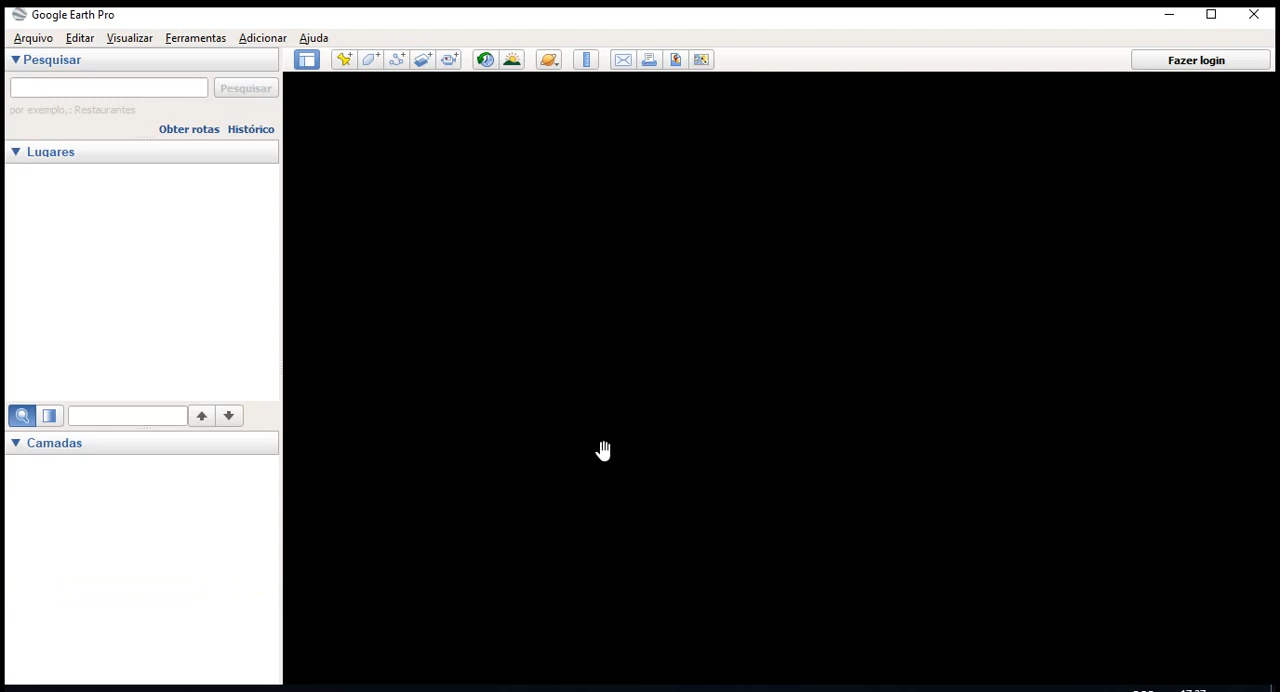 Google Earth Pro
Arquivo Editar Visualizar Ferramentas Adicionar Ajuda
Pesquisar
Fazer login
Pesquisar
por exemplo,: Restaurantes
Obter rotas Histórico
Lugares
Camadas